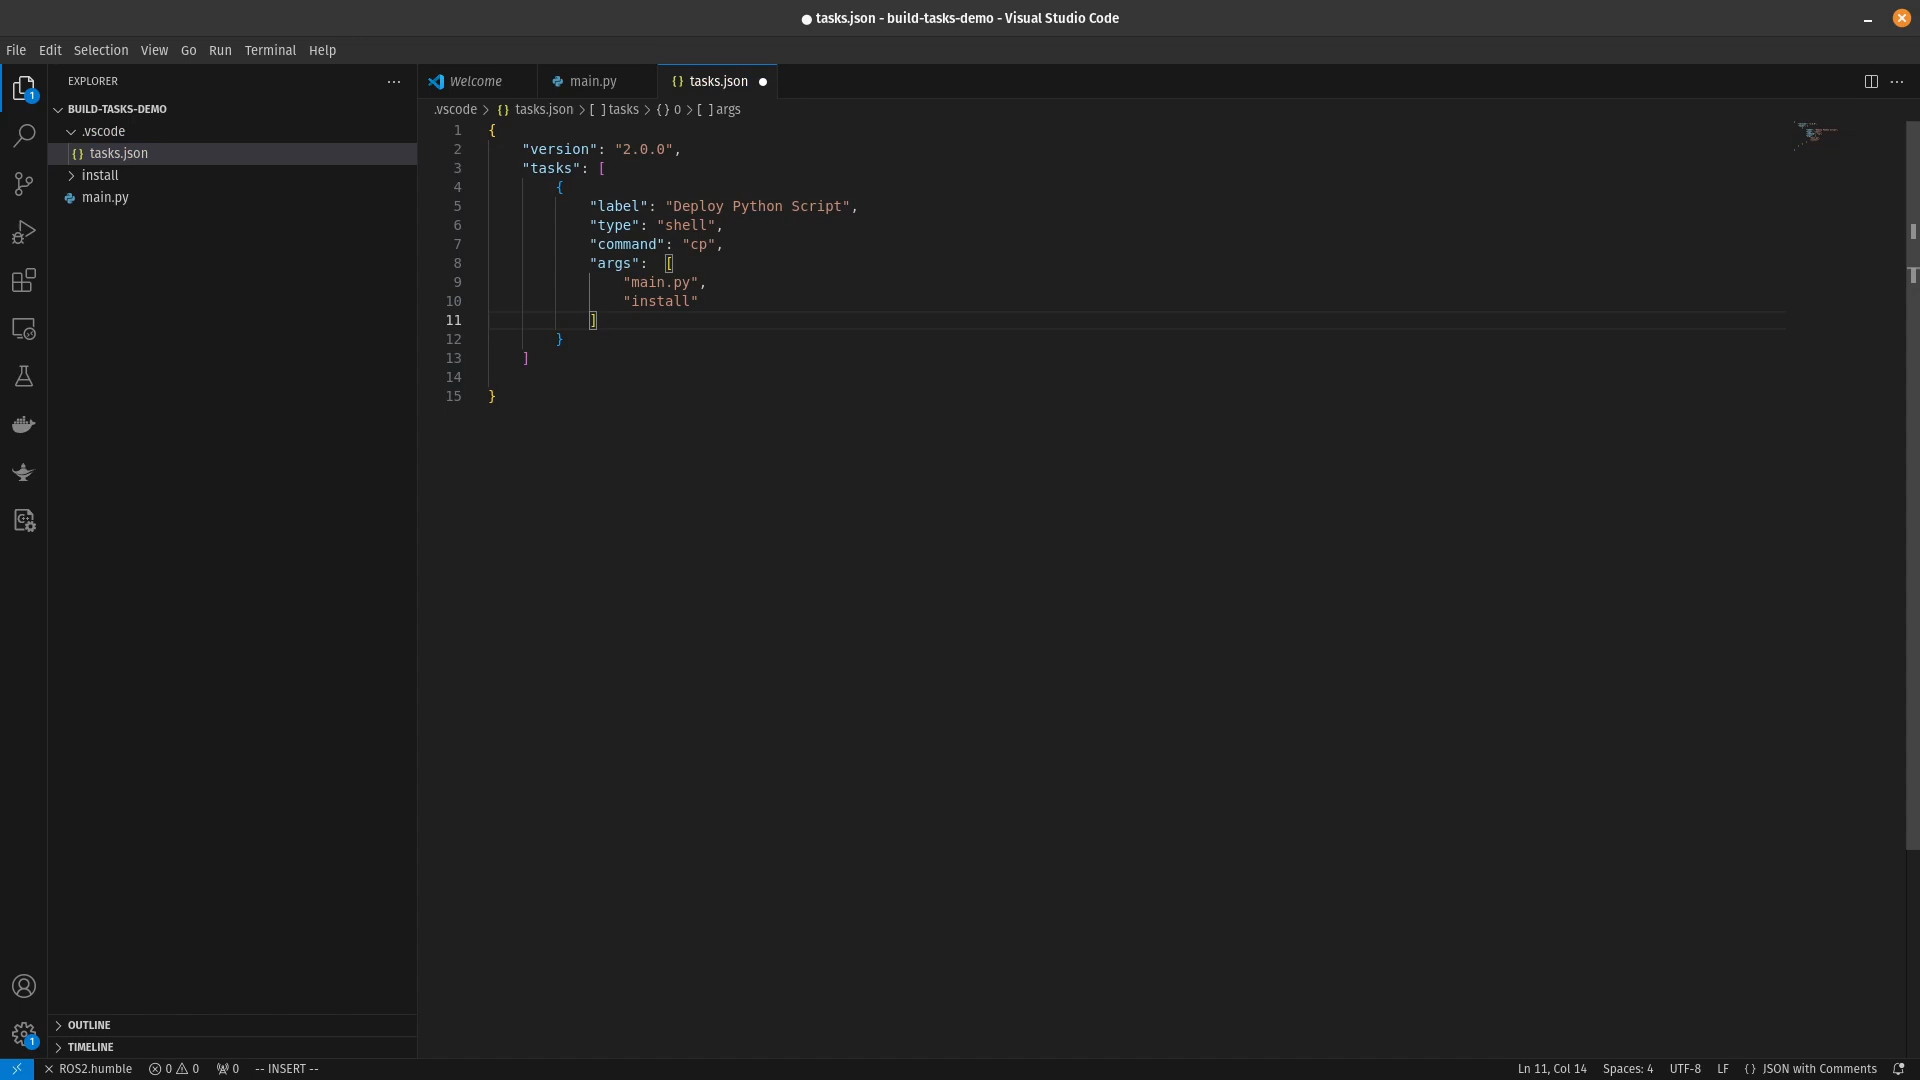 ● tasks.json - build-tasks-demo - Visual Studio Code
File Edit Selection View Go Run Terminal Help
EXPLORER
Welcome main.py {} tasks.json ●
BUILD-TASKS-DEMO
.vscode > {} tasks.json > [ ] tasks > {} 0 > [ ] args
.vscode
{} tasks.json
install
main.py
1 {
2 "version": "2.0.0",
3 "tasks": [
4 {
5 "label": "Deploy Python Script",
6 "type": "shell",
7 "command": "cp",
8 "args":  [
9 "main.py",
10 "install"
11 ]
12 }
13 ]
14
15 }
1
OUTLINE
TIMELINE
1
ROS2.humble 0 0 0 -- INSERT -- Ln 11, Col 14 Spaces: 4 UTF-8 LF {} JSON with Comments